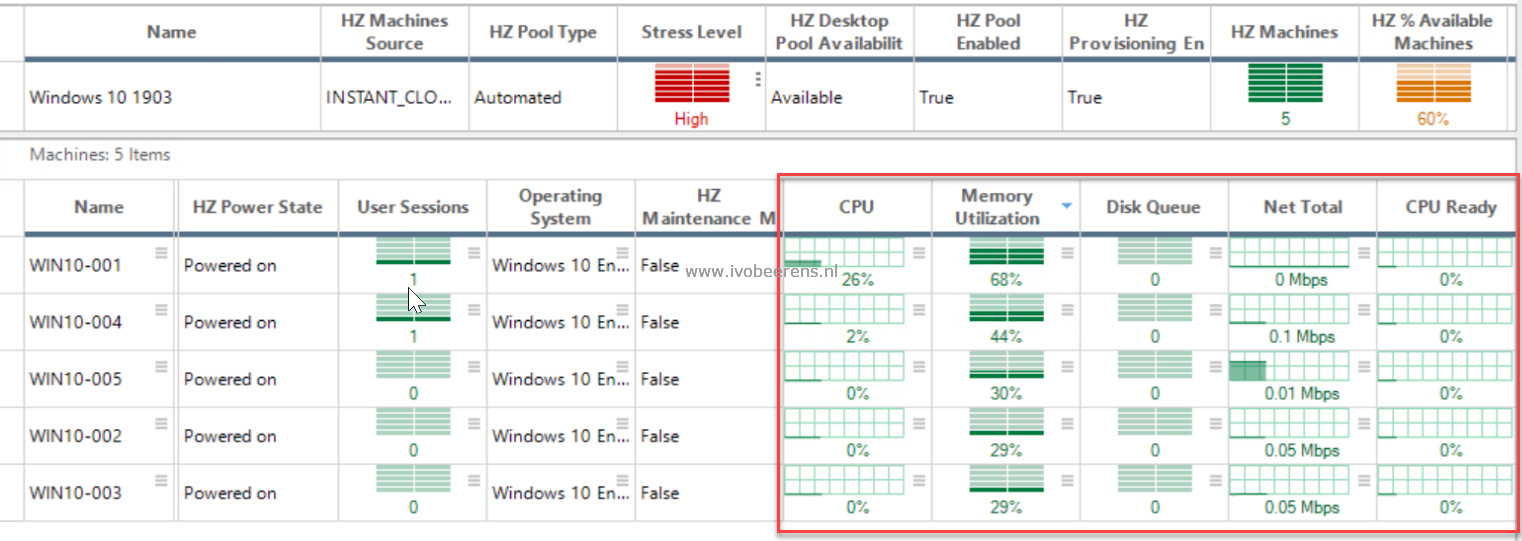 Name HZ Machines Source HZ Pool Type Stress Level HZ Desktop Pool Availabilit HZ Pool Enabled HZ Provisioning En HZ Machines HZ % Available Machines
Windows 10 1903 INSTANT_CLO... Automated High Available True True 5 60%
Machines: 5 Items
Name HZ Power State User Sessions Operating System HZ Maintenance M CPU Memory Utilization Disk Queue Net Total CPU Ready
WIN10-001 Powered on 1 Windows 10 En... False 26% 68% 0 0 Mbps 0%
www.ivobeerens.nl
WIN10-004 Powered on 1 Windows 10 En... False 2% 44% 0 0.1 Mbps 0%
WIN10-005 Powered on 0 Windows 10 En... False 0% 30% 0 0.01 Mbps 0%
WIN10-002 Powered on 0 Windows 10 En... False 0% 29% 0 0.05 Mbps 0%
WIN10-003 Powered on 0 Windows 10 En... False 0% 29% 0 0.05 Mbps 0%